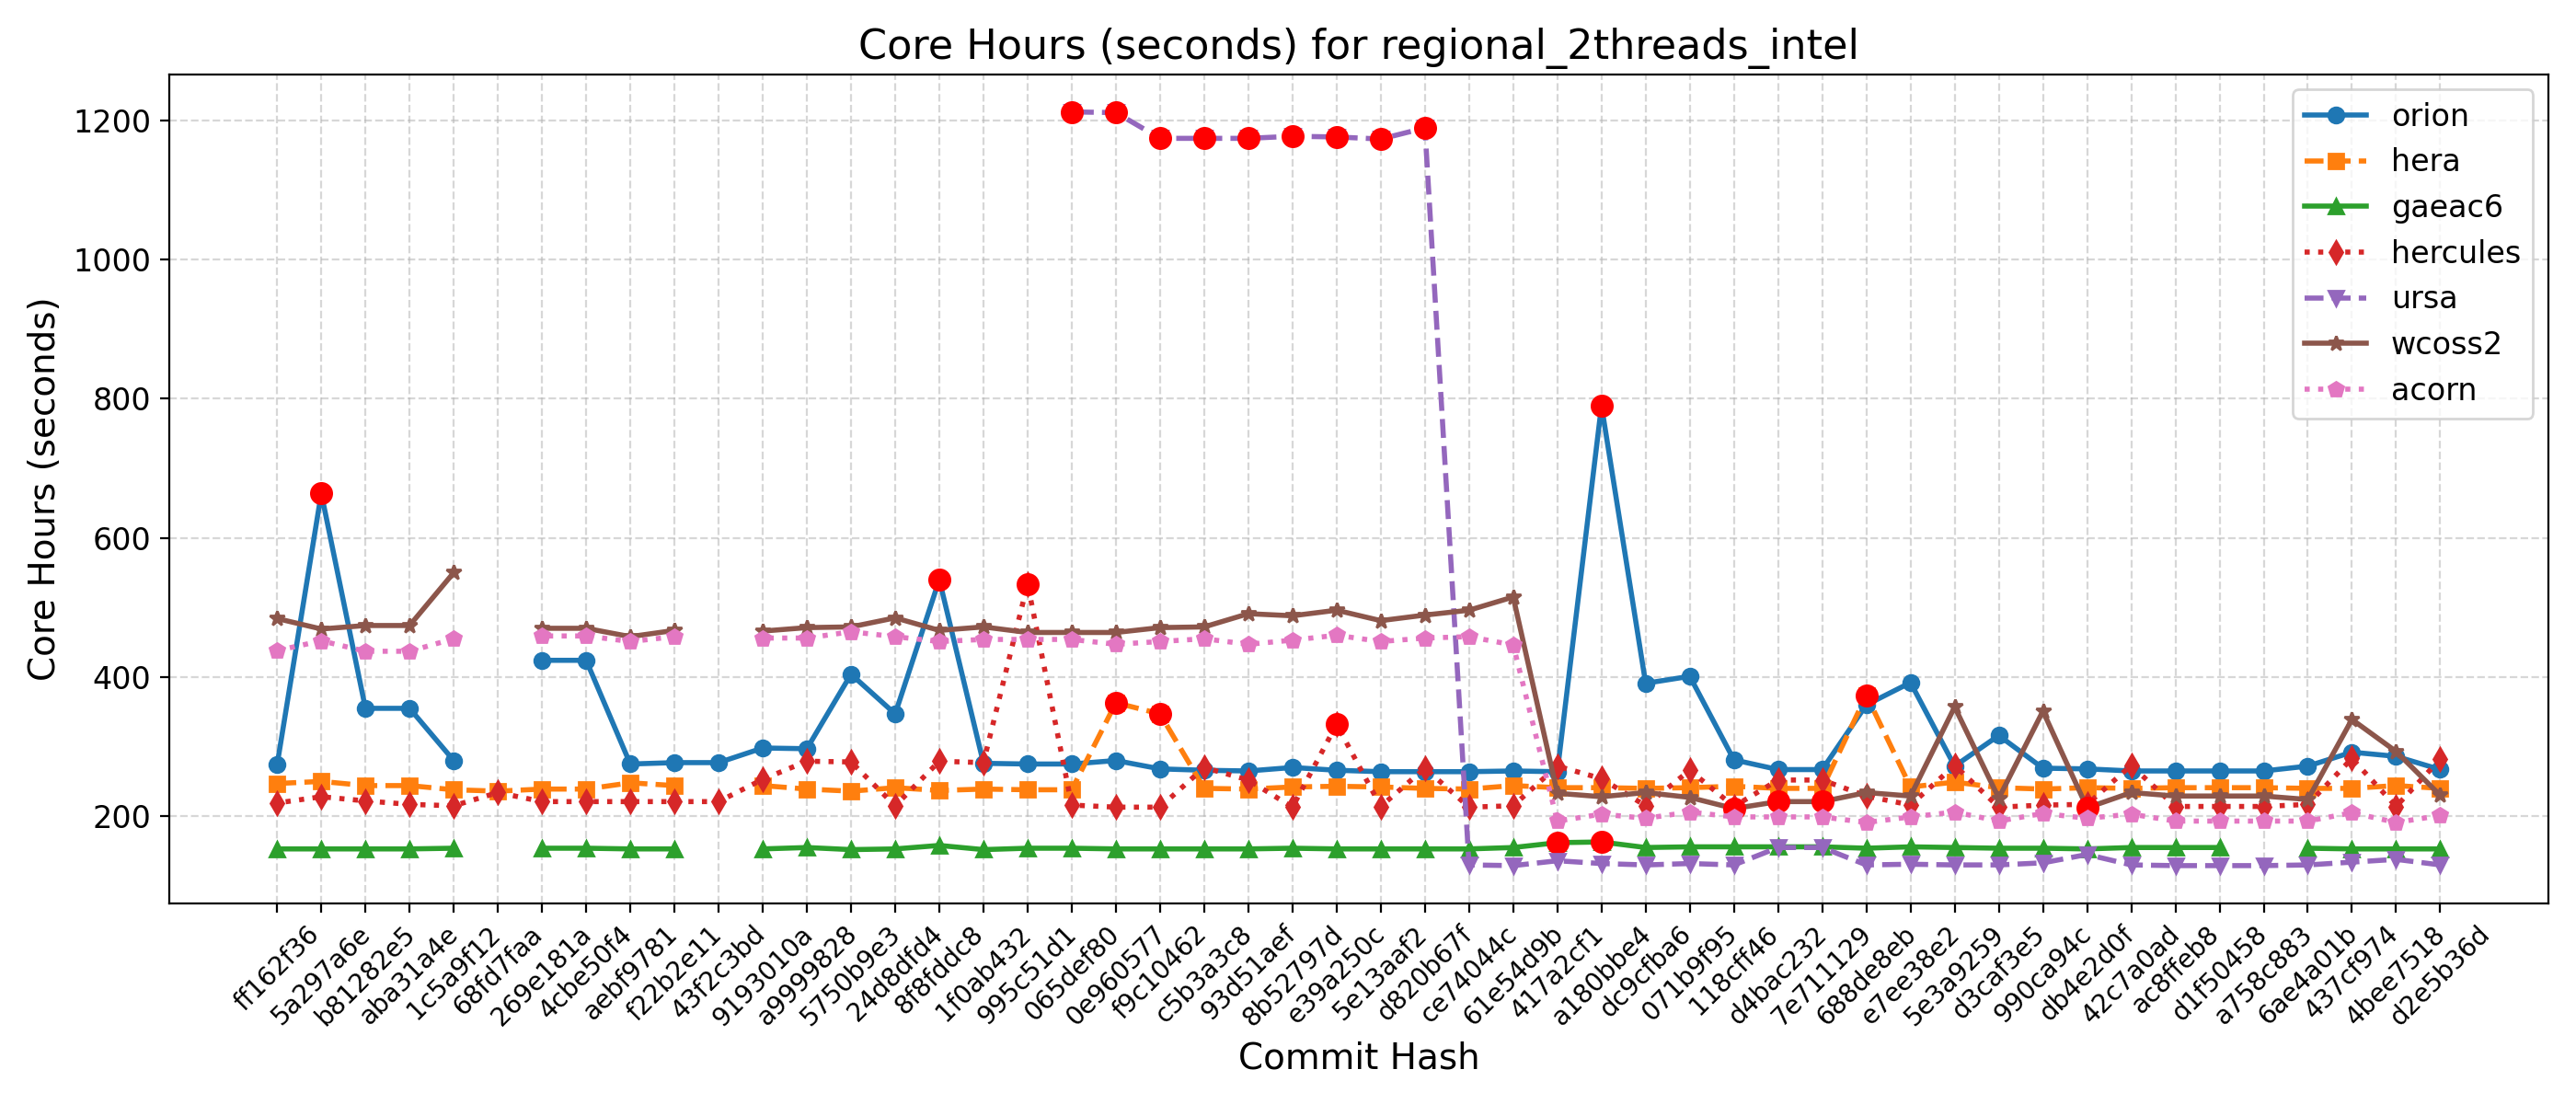 Core Hours (seconds) for regional_2threads_intel
Core Hours (seconds)
1200
1000
800
600
400
200
orion
hera
gaeac6
hercules
ursa
wcoss2
acorn
ff162f36
5a297a6e
b81282e5
aba31a4e
1c5a9f12
68fd7faa
269e181a
4cbe50f4
aebf9781
f22b2e11
43f2c3bd
9193010a
a9999828
5750b9e3
24d8dfd4
8f8fddc8
1f0ab432
995c51d1
065def80
0e960577
f9c10462
c5b3a3c8
93d51aef
8b52797d
e39a250c
5e13aaf2
d820b67f
ce74044c
61e54d9b
417a2cf1
a180bbe4
dc9cfba6
071b9f95
118cff46
d4bac232
7e711129
688de8eb
e7ee38e2
5e3a9259
d3caf3e5
990ca94c
db4e2d0f
42c7a0ad
ac8ffeb8
d1f50458
a758c883
6ae4a01b
437cf974
4bee7518
d2e5b36d
Commit Hash